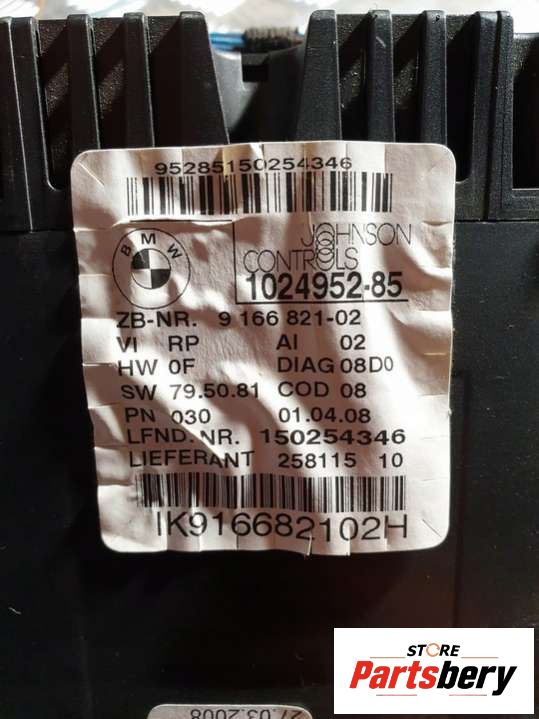 95285150254346
BMW
JOHNSON
CONTROLS
1024952-85
ZB-NR. 9 166 821-02
VI RP AI 02
HW 0F DIAG 08D0
SW 79.50.81 COD 08
PN 030 01.04.08
LFND. NR. 150254346
LIEFERANT 258115 10
IK916682102H
27.03.2008
STORE
Partsbery